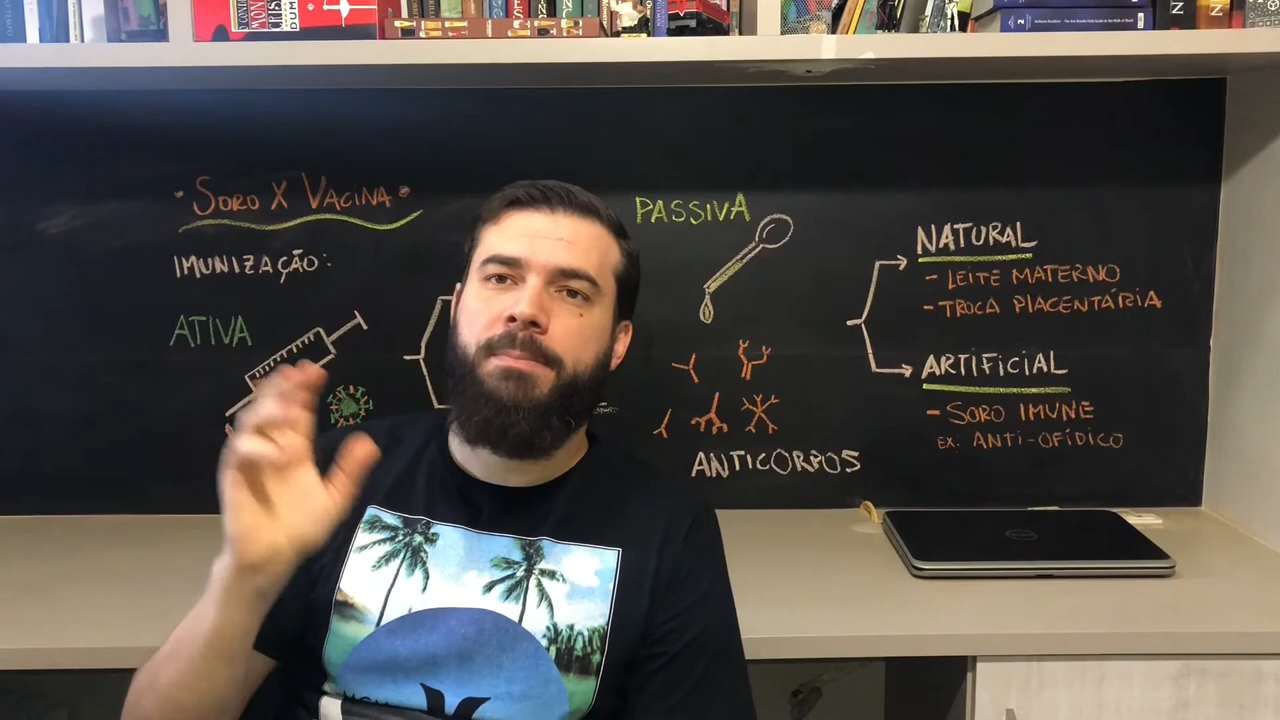 SORO X VACINA
IMUNIZAÇÃO:
ATIVA
PASSIVA
ANTICORPOS
NATURAL
- LEITE MATERNO
- TROCA PLACENTÁRIA
ARTIFICIAL
- SORO IMUNE
EX: ANTI-OFÍDICO